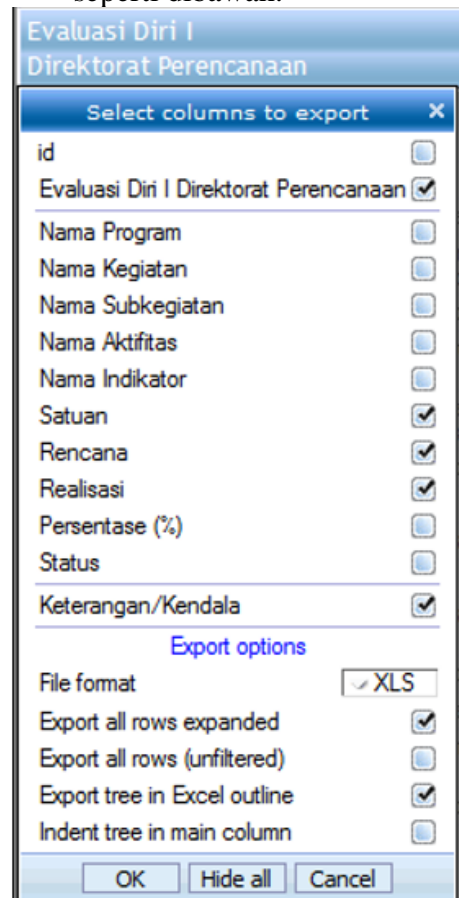 seperti dibawah.
Evaluasi Diri I
Direktorat Perencanaan
Select columns to export ×
id
Evaluasi Diri I Direktorat Perencanaan
Nama Program
Nama Kegiatan
Nama Subkegiatan
Nama Aktifitas
Nama Indikator
Satuan
Rencana
Realisasi
Persentase (%)
Status
Keterangan/Kendala
Export options
File format XLS
Export all rows expanded
Export all rows (unfiltered)
Export tree in Excel outline
Indent tree in main column
OK Hide all Cancel